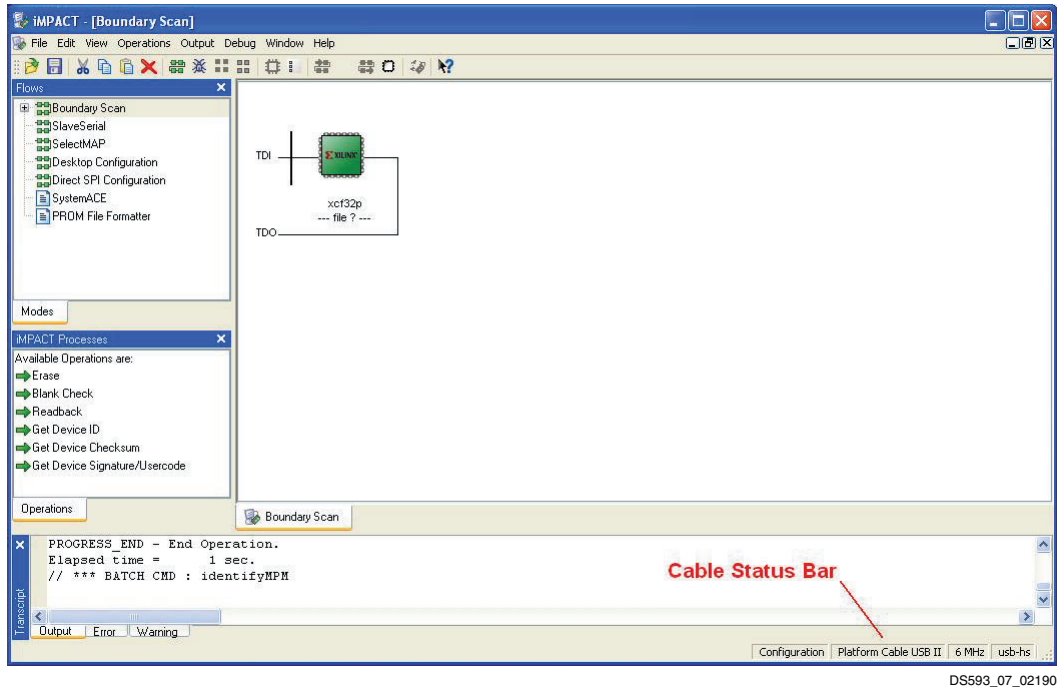 iMPACT - [Boundary Scan]
File Edit View Operations Output Debug Window Help
Flows
Boundary Scan
SlaveSerial
SelectMAP
Desktop Configuration
Direct SPI Configuration
SystemACE
PROM File Formatter
Modes
iMPACT Processes
Available Operations are:
Erase
Blank Check
Readback
Get Device ID
Get Device Checksum
Get Device Signature/Usercode
Operations
TDI
XILINX
xcf32p
--- file ? ---
TDO
Boundary Scan
PROGRESS_END - End Operation.
Elapsed time = 1 sec.
// *** BATCH CMD : identifyMPM
Cable Status Bar
Transcript
Output Error Warning
Configuration Platform Cable USB II 6 MHz usb-hs
DS593_07_02190